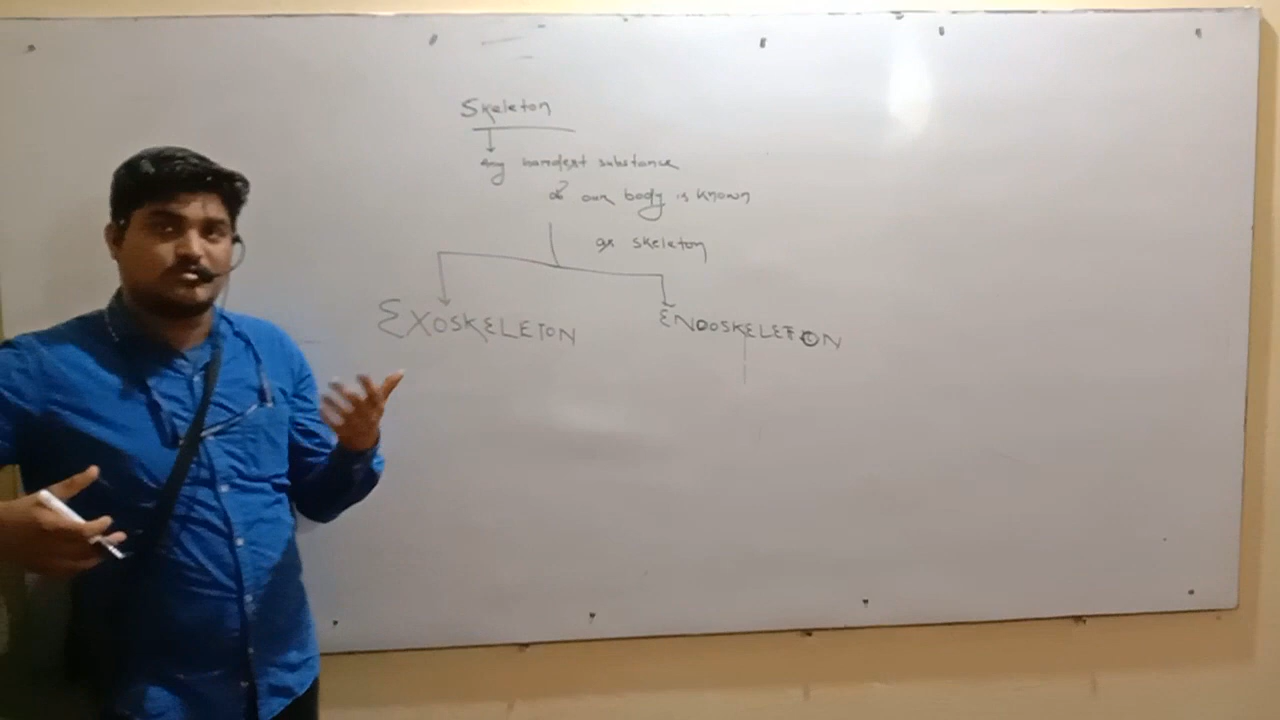 Skeleton
Any hardest substance
of our body is known
as skeleton
EXOSKELETON
ENDOSKELETON